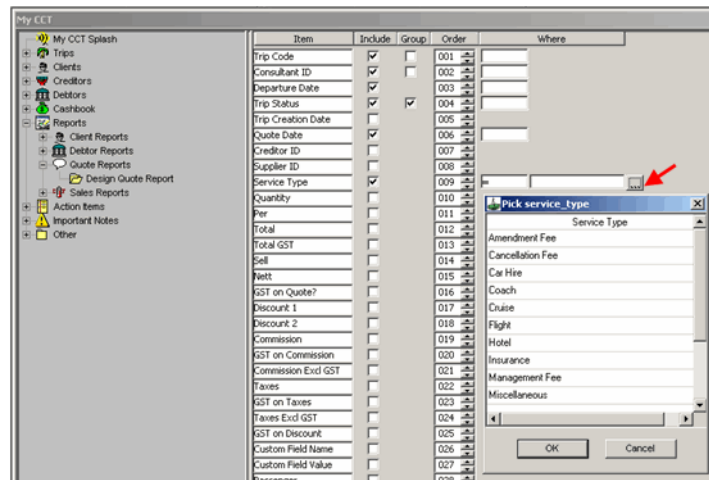 My CCT
My CCT Splash
Trips
Clients
Creditors
Debtors
Cashbook
Reports
Client Reports
Debtor Reports
Quote Reports
Design Quote Report
Sales Reports
Action Items
Important Notes
Other
Item Include Group Order Where
Trip Code 001
Consultant ID 002
Departure Date 003
Trip Status 004
Trip Creation Date 005
Quote Date 006
Creditor ID 007
Supplier ID 008
Service Type 009 = ...
Quantity 010
Per 011
Total 012
Total GST 013
Sell 014
Nett 015
GST on Quote? 016
Discount 1 017
Discount 2 018
Commission 019
GST on Commission 020
Commission Excl GST 021
Taxes 022
GST on Taxes 023
Taxes Excl GST 024
GST on Discount 025
Custom Field Name 026
Custom Field Value 027
Passenger 028
Pick service_type
Service Type
Amendment Fee
Cancellation Fee
Car Hire
Coach
Cruise
Flight
Hotel
Insurance
Management Fee
Miscellaneous
OK Cancel